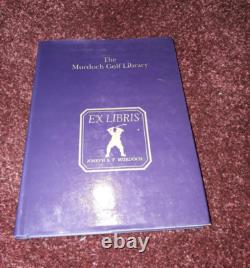 The
Murdoch Golf Library
EX LIBRIS
JOSEPH S. F. MURDOCH